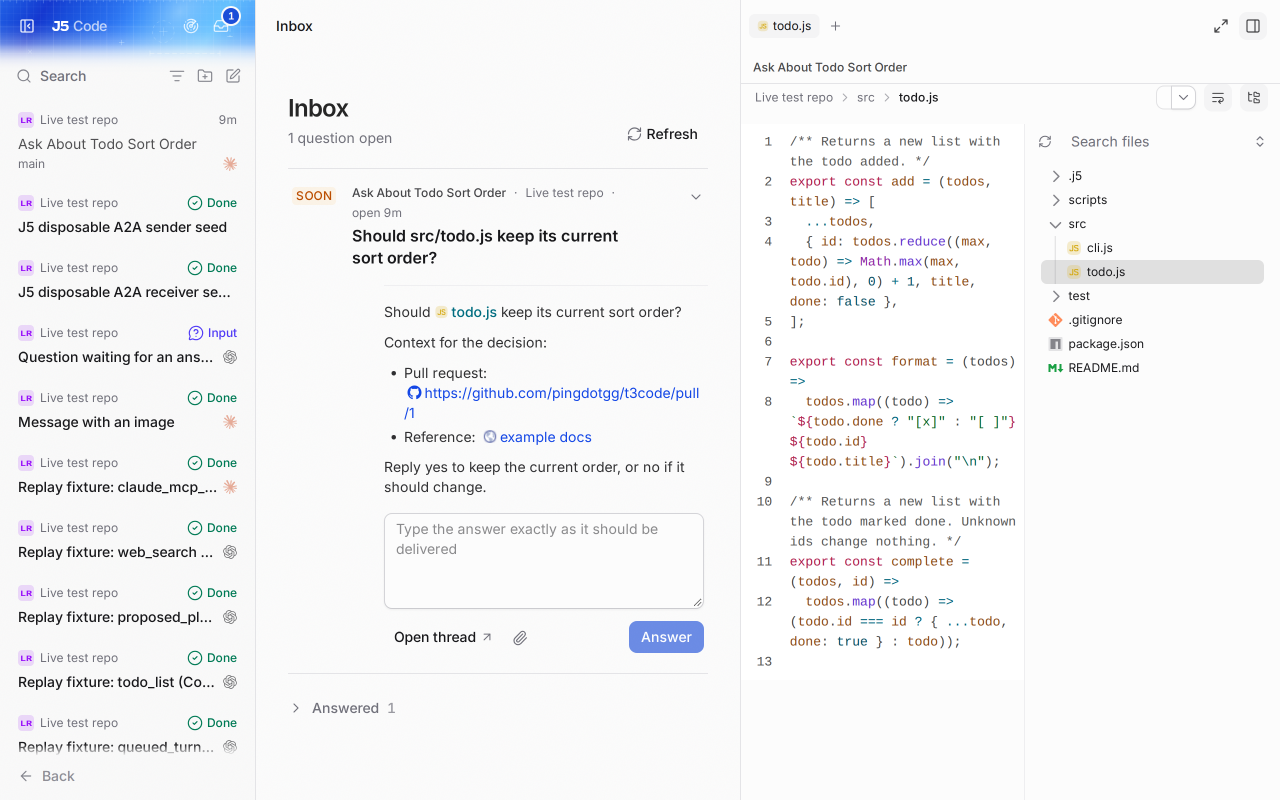 J5 Code
1
Search
LR Live test repo 9m
Ask About Todo Sort Order
main
LR Live test repo Done
J5 disposable A2A sender seed
LR Live test repo Done
J5 disposable A2A receiver se...
LR Live test repo Input
Question waiting for an ans...
LR Live test repo Done
Message with an image
LR Live test repo Done
Replay fixture: claude_mcp_...
LR Live test repo Done
Replay fixture: web_search ...
LR Live test repo Done
Replay fixture: proposed_pl...
LR Live test repo Done
Replay fixture: todo_list (Co...
LR Live test repo Done
Replay fixture: queued_turn...
Back
Inbox
Inbox
1 question open
Refresh
SOON
Ask About Todo Sort Order · Live test repo ·
open 9m
Should src/todo.js keep its current
sort order?
Should JS todo.js keep its current sort order?
Context for the decision:
• Pull request:
https://github.com/pingdotgg/t3code/pull
/1
• Reference: example docs
Reply yes to keep the current order, or no if it
should change.
Type the answer exactly as it should be
delivered
Open thread
Answer
Answered 1
JS todo.js
Ask About Todo Sort Order
Live test repo > src > todo.js
1 /** Returns a new list with
the todo added. */
2 export const add = (todos,
title) => [
3 ...todos,
4 { id: todos.reduce((max,
todo) => Math.max(max,
todo.id), 0) + 1, title,
done: false },
5 ];
6
7 export const format = (todos)
=>
8 todos.map((todo) =>
`${todo.done ? "[x]" : "[ ]"}
${todo.id}
${todo.title}`).join("\n");
9
10 /** Returns a new list with
the todo marked done. Unknown
ids change nothing. */
11 export const complete =
(todos, id) =>
12 todos.map((todo) =>
(todo.id === id ? { ...todo,
done: true } : todo));
13
Search files
.j5
scripts
src
JS cli.js
JS todo.js
test
.gitignore
package.json
README.md